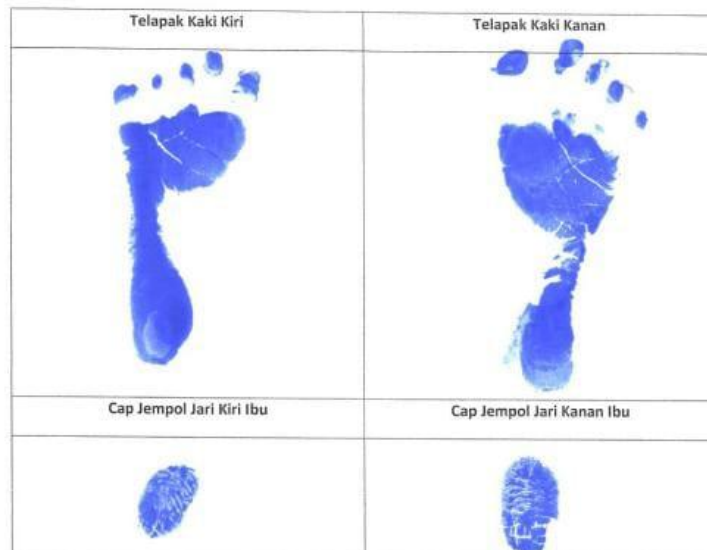 Telapak Kaki Kiri
Telapak Kaki Kanan
Cap Jempol Jari Kiri Ibu
Cap Jempol Jari Kanan Ibu